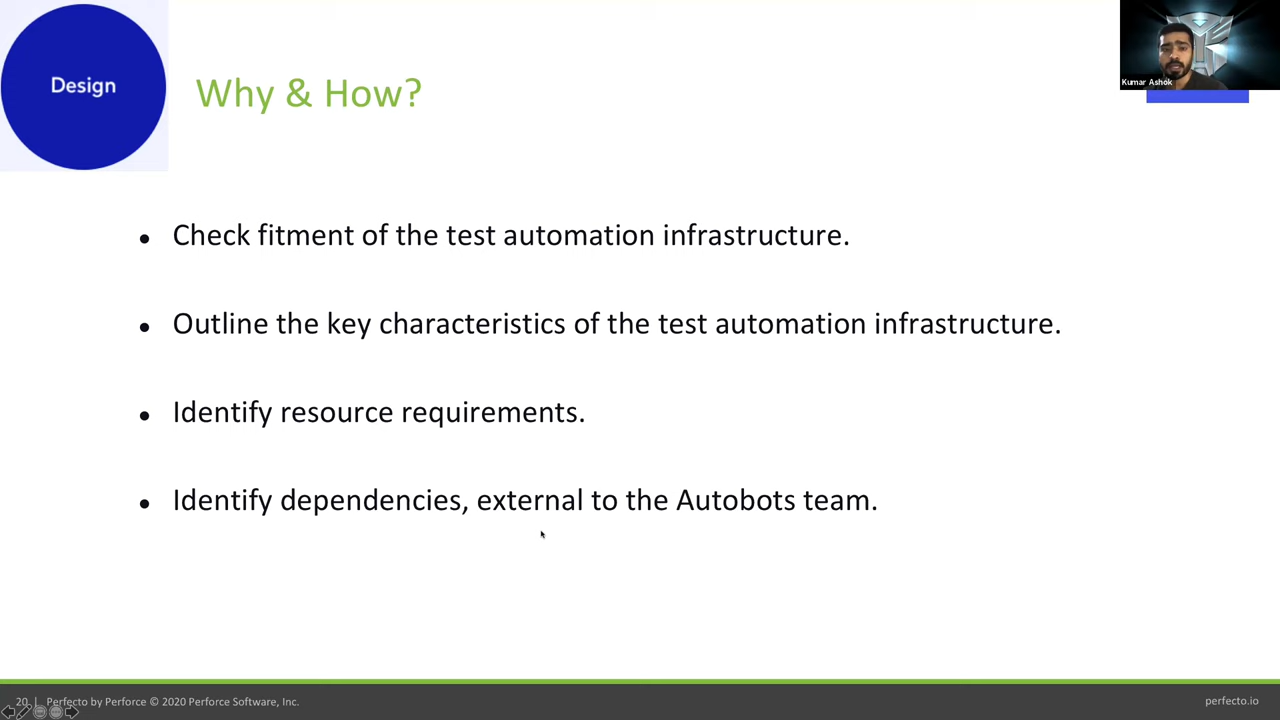 Design
Why & How?
Kumar Ashok
● Check fitment of the test automation infrastructure.
● Outline the key characteristics of the test automation infrastructure.
● Identify resource requirements.
● Identify dependencies, external to the Autobots team.
20 | Perfecto by Perforce © 2020 Perforce Software, Inc.
perfecto.io